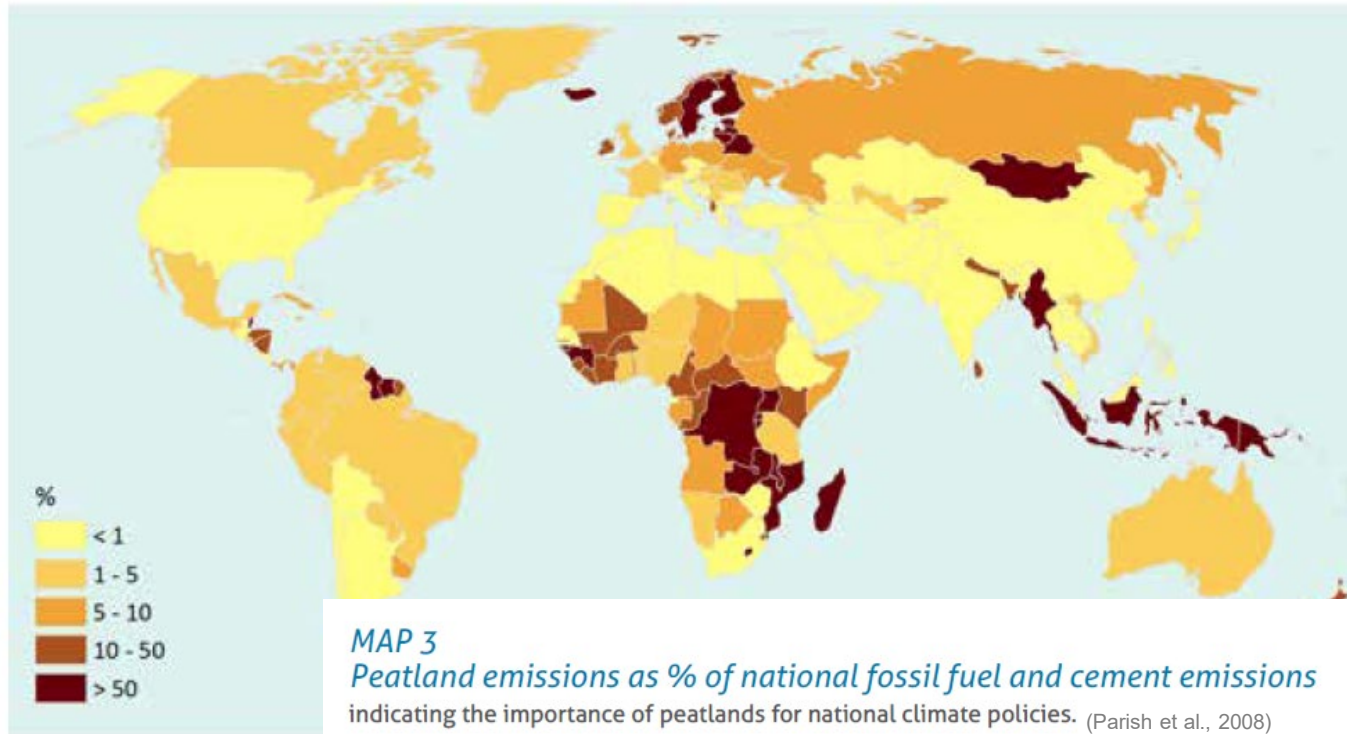 %
< 1
1 - 5
5 - 10
10 - 50
> 50
MAP 3
Peatland emissions as % of national fossil fuel and cement emissions
indicating the importance of peatlands for national climate policies. (Parish et al., 2008)